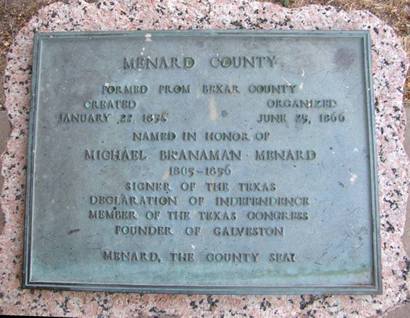 MENARD COUNTY
FORMED FROM BEXAR COUNTY
CREATED ORGANIZED
JANUARY 22 JUNE 25, 1866
NAMED IN HONOR OF
MICHAEL BRANAMAN MENARD
1805-1856
SIGNER OF THE TEXAS
DECLARATION OF INDEPENDENCE
MEMBER OF THE TEXAS CONGRESS
FOUNDER OF GALVESTON
MENARD, THE COUNTY SEAT